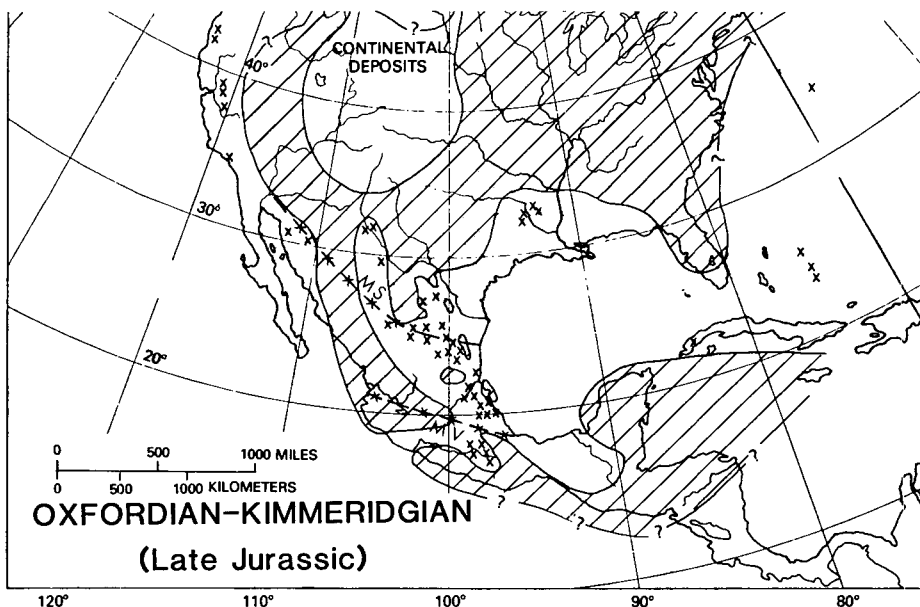 CONTINENTAL
DEPOSITS
?
?
40°
?
30°
?
M S
20°
0 500 1000 MILES
0 500 1000 KILOMETERS
OXFORDIAN–KIMMERIDGIAN
(Late Jurassic)
?
?
?
?
120° 110° 100° 90° 80°